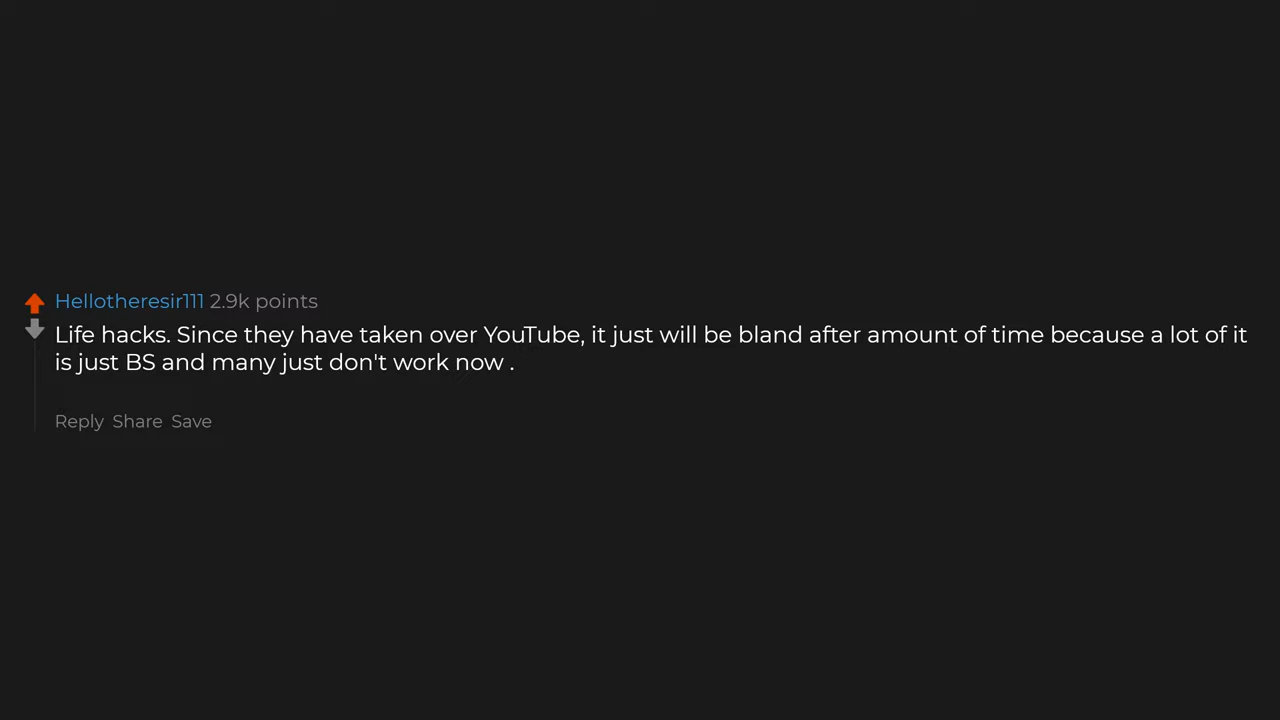 Hellotheresir111 2.9k points
Life hacks. Since they have taken over YouTube, it just will be bland after amount of time because a lot of it
is just BS and many just don't work now .
Reply Share Save